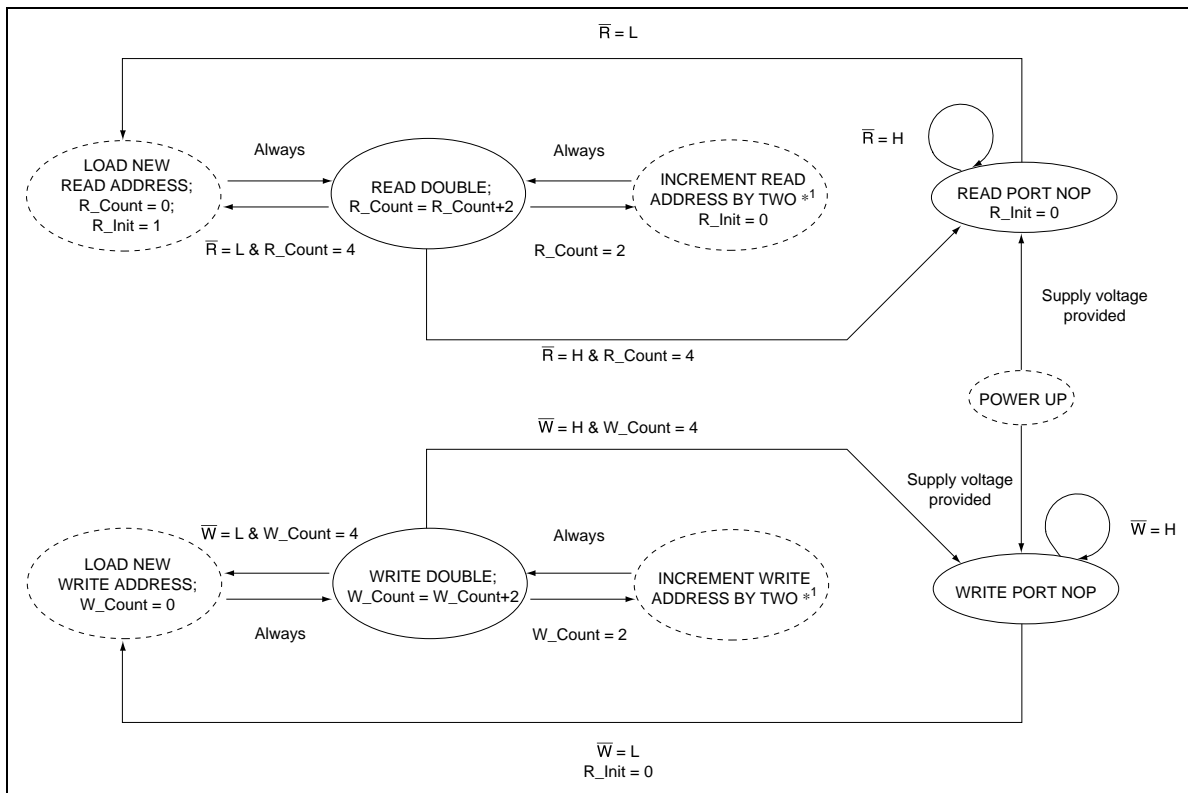 R̅ = L
R̅ = H
LOAD NEW
READ ADDRESS;
R_Count = 0;
R_Init = 1
Always
READ DOUBLE;
R_Count = R_Count+2
Always
INCREMENT READ
ADDRESS BY TWO *1
R_Init = 0
READ PORT NOP
R_Init = 0
R̅ = L & R_Count = 4
R_Count = 2
Supply voltage
provided
R̅ = H & R_Count = 4
POWER UP
W̅ = H & W_Count = 4
Supply voltage
provided
W̅ = L & W_Count = 4
Always
W̅ = H
LOAD NEW
WRITE ADDRESS;
W_Count = 0
WRITE DOUBLE;
W_Count = W_Count+2
INCREMENT WRITE
ADDRESS BY TWO *1
WRITE PORT NOP
Always
W_Count = 2
W̅ = L
R_Init = 0